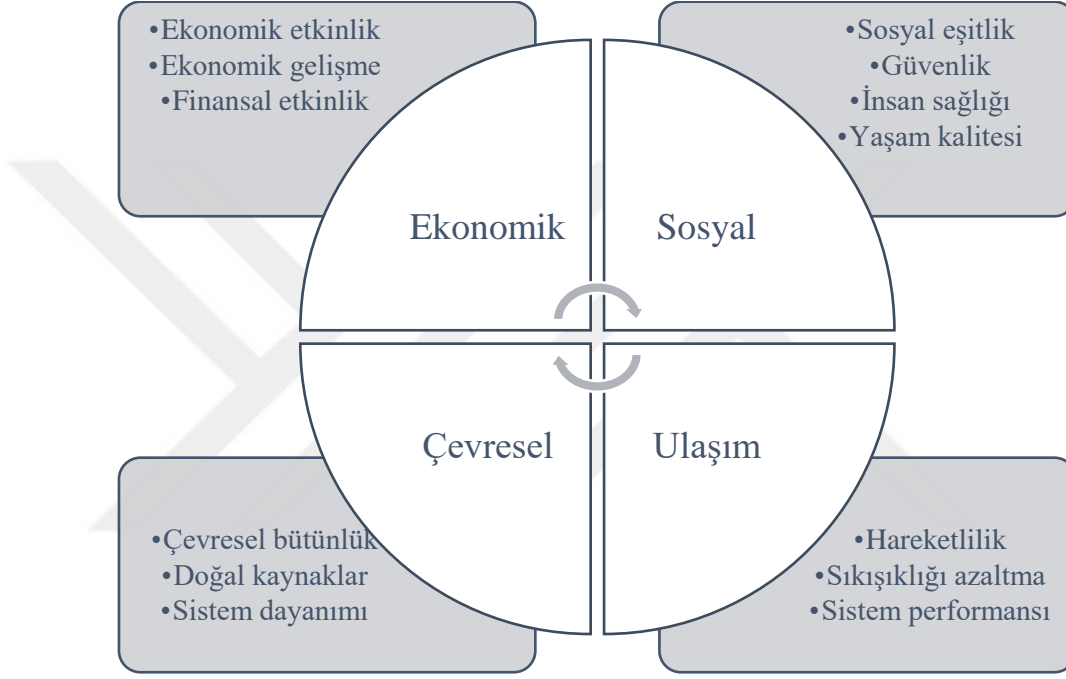 •Ekonomik etkinlik
•Ekonomik gelişme
•Finansal etkinlik
•Sosyal eşitlik
•Güvenlik
•İnsan sağlığı
•Yaşam kalitesi
Ekonomik
Sosyal
Çevresel
Ulaşım
•Çevresel bütünlük
•Doğal kaynaklar
•Sistem dayanımı
•Hareketlilik
•Sıkışıklığı azaltma
•Sistem performansı